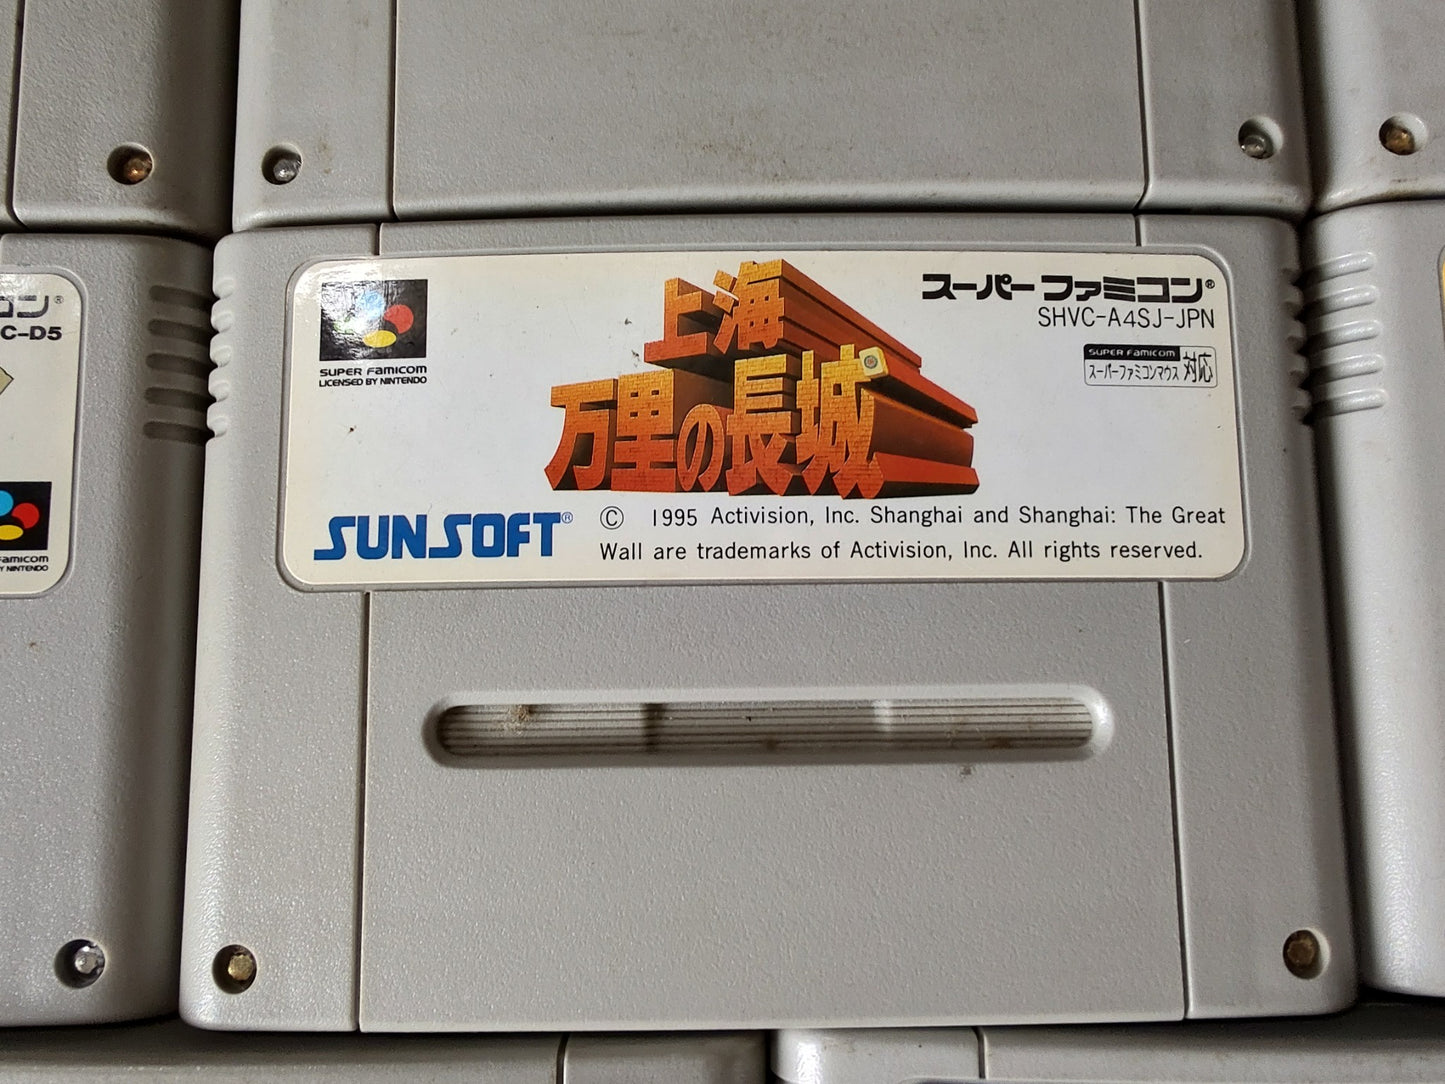 コン®
C-D5
FAMICOM
Y NINTENDO
SUPER FAMICOM
LICENSED BY NINTENDO
上海
万里の長城
スーパーファミコン®
SHVC-A4SJ-JPN
SUPER FAMICOM
スーパーファミコンマウス 対応
SUNSOFT®
© 1995 Activision, Inc. Shanghai and Shanghai: The Great
Wall are trademarks of Activision, Inc. All rights reserved.